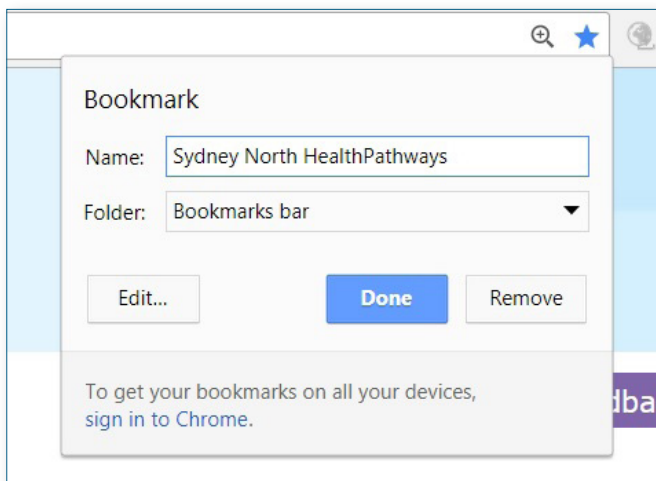 Bookmark
Name: Sydney North HealthPathways
Folder: Bookmarks bar
Edit... Done Remove
To get your bookmarks on all your devices,
sign in to Chrome.
dba